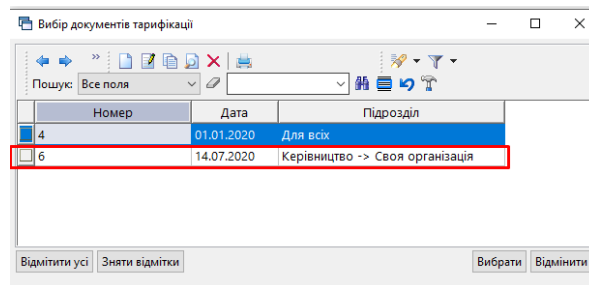 Вибір документів тарифікації
»
Пошук: Все поля
Номер Дата Підрозділ
4 01.01.2020 Для всіх
6 14.07.2020 Керівництво -> Своя організація
Відмітити усі Зняти відмітки Вибрати Відмінити